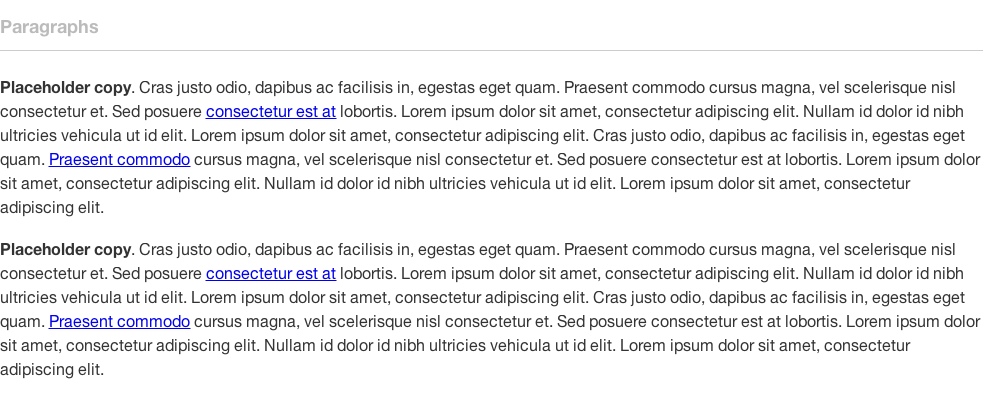 Paragraphs
Placeholder copy. Cras justo odio, dapibus ac facilisis in, egestas eget quam. Praesent commodo cursus magna, vel scelerisque nisl
consectetur et. Sed posuere consectetur est at lobortis. Lorem ipsum dolor sit amet, consectetur adipiscing elit. Nullam id dolor id nibh
ultricies vehicula ut id elit. Lorem ipsum dolor sit amet, consectetur adipiscing elit. Cras justo odio, dapibus ac facilisis in, egestas eget
quam. Praesent commodo cursus magna, vel scelerisque nisl consectetur et. Sed posuere consectetur est at lobortis. Lorem ipsum dolor
sit amet, consectetur adipiscing elit. Nullam id dolor id nibh ultricies vehicula ut id elit. Lorem ipsum dolor sit amet, consectetur
adipiscing elit.
Placeholder copy. Cras justo odio, dapibus ac facilisis in, egestas eget quam. Praesent commodo cursus magna, vel scelerisque nisl
consectetur et. Sed posuere consectetur est at lobortis. Lorem ipsum dolor sit amet, consectetur adipiscing elit. Nullam id dolor id nibh
ultricies vehicula ut id elit. Lorem ipsum dolor sit amet, consectetur adipiscing elit. Cras justo odio, dapibus ac facilisis in, egestas eget
quam. Praesent commodo cursus magna, vel scelerisque nisl consectetur et. Sed posuere consectetur est at lobortis. Lorem ipsum dolor
sit amet, consectetur adipiscing elit. Nullam id dolor id nibh ultricies vehicula ut id elit. Lorem ipsum dolor sit amet, consectetur
adipiscing elit.